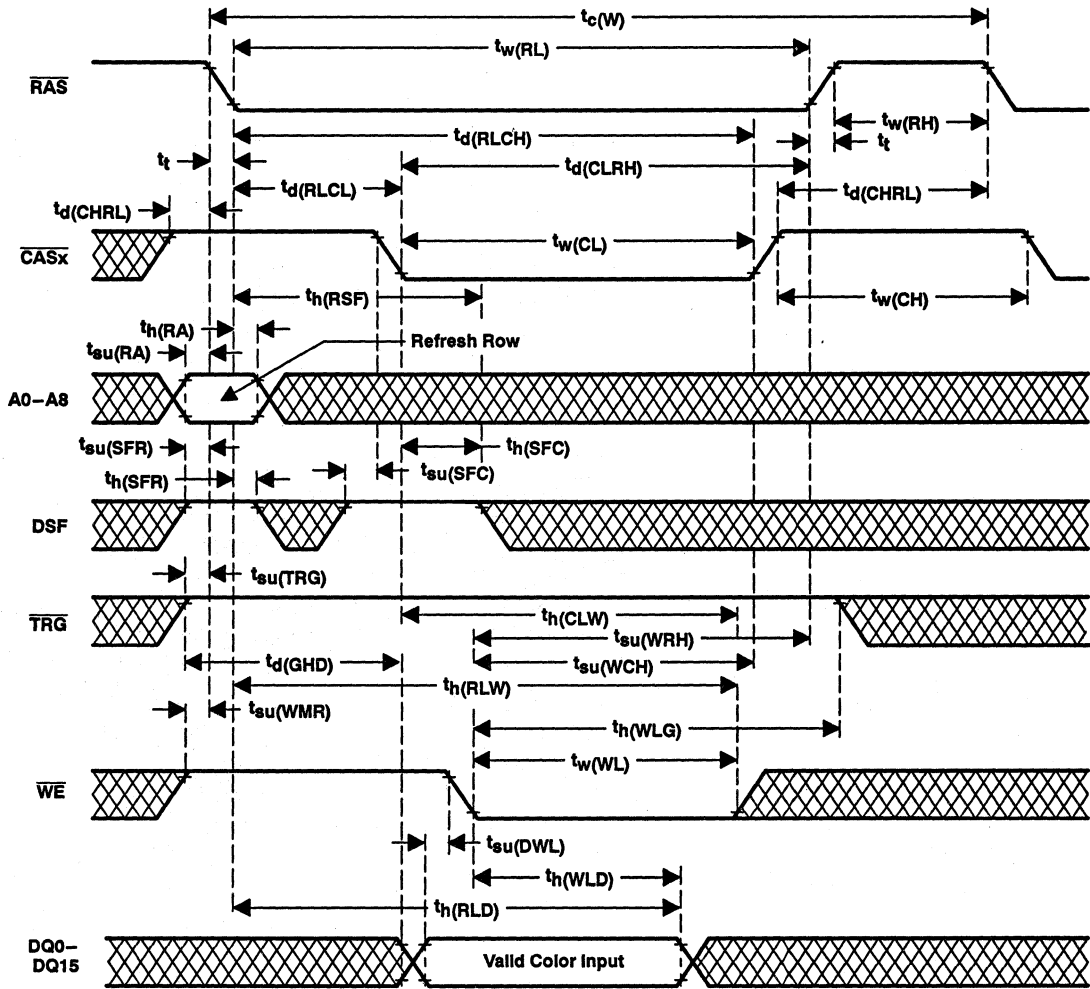 tc(W)
tw(RL)
RAS
tw(RH)
td(RLCH)
tt
tt
td(CLRH)
td(RLCL)
td(CHRL)
td(CHRL)
CASx
tw(CL)
th(RSF)
tw(CH)
th(RA)
tsu(RA)
Refresh Row
A0–A8
tsu(SFR)
th(SFC)
tsu(SFC)
th(SFR)
DSF
tsu(TRG)
TRG
th(CLW)
tsu(WRH)
td(GHD)
tsu(WCH)
th(RLW)
tsu(WMR)
th(WLG)
tw(WL)
WE
tsu(DWL)
th(WLD)
th(RLD)
DQ0–
DQ15
Valid Color Input